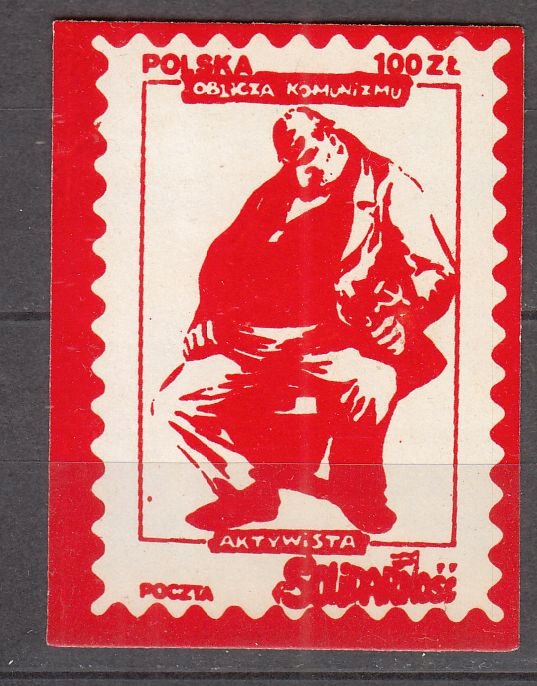 POLSKA 100 ZŁ
OBLICZA KOMUNIZMU
AKTYWISTA
POCZTA SOLIDARNOŚĆ